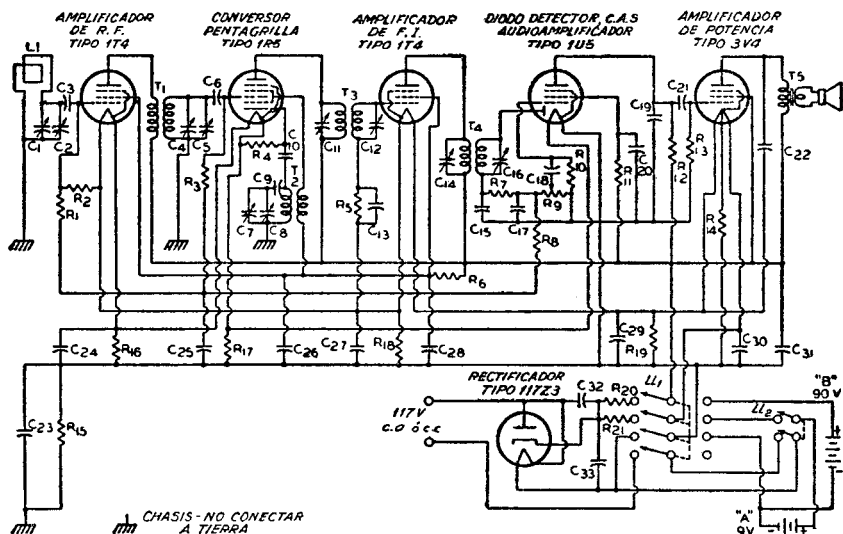 AMPLIFICADOR
DE R. F.
TIPO 1T4
CONVERSOR
PENTAGRILLA
TIPO 1R5
AMPLIFICADOR
DE F. I.
TIPO 1T4
DIODO DETECTOR, C.A.S
AUDIOAMPLIFICADOR
TIPO 1U5
AMPLIFICADOR
DE POTENCIA
TIPO 3V4
L1
C3
C1
C2
R1
R2
T1
C4
C5
C6
R3
R4
C10
C9
T2
C7
C8
C11
T3
C12
R5
C13
C14
T4
C16
R7
C15
C17
C18
R10
R9
R8
R6
R11
C20
C19
C21
R12
R13
R14
C22
T5
C24
R16
C25
R17
C26
C27
R18
C28
C29
R19
C30
C31
C23
R15
RECTIFICADOR
TIPO 117Z3
117V
C.A ó C.C
C32
R20
R21
C33
LL1
LL2
"B"
90 V
"A"
9V
CHASIS-NO CONECTAR
A TIERRA